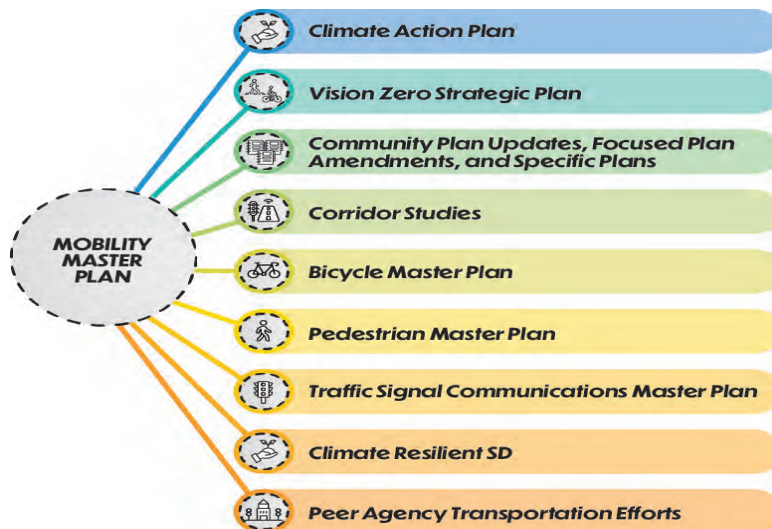 Climate Action Plan
Vision Zero Strategic Plan
Community Plan Updates, Focused Plan
Amendments, and Specific Plans
Corridor Studies
MOBILITY
MASTER
PLAN
Bicycle Master Plan
Pedestrian Master Plan
Traffic Signal Communications Master Plan
Climate Resilient SD
Peer Agency Transportation Efforts